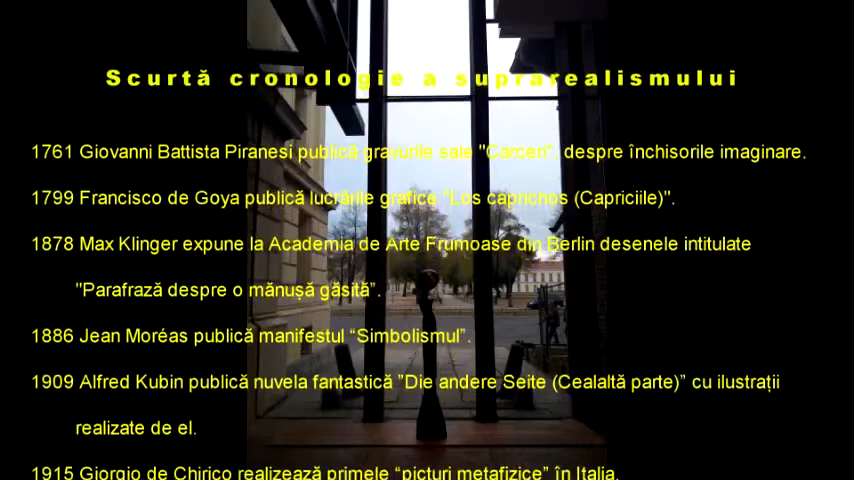 Scurtă cronologie a suprarealismului
1761 Giovanni Battista Piranesi publică gravurile sale "Carceri", despre închisorile imaginare.
1799 Francisco de Goya publică lucrările grafice "Los caprichos (Capriciile)".
1878 Max Klinger expune la Academia de Arte Frumoase din Berlin desenele intitulate
"Parafrază despre o mănușă găsită”.
1886 Jean Moréas publică manifestul “Simbolismul”.
1909 Alfred Kubin publică nuvela fantastică ”Die andere Seite (Cealaltă parte)” cu ilustrații
realizate de el.
1915 Giorgio de Chirico realizează primele “picturi metafizice” în Italia.